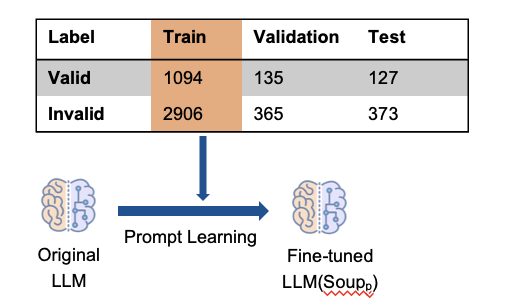 Label Train Validation Test
Valid 1094 135 127
Invalid 2906 365 373
Prompt Learning
Original
LLM
Fine-tuned
LLM(Soupₚ)